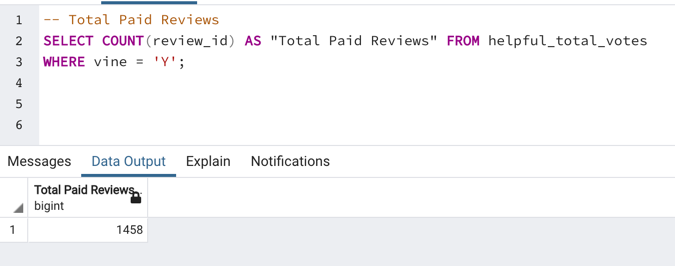 1 -- Total Paid Reviews
2 SELECT COUNT(review_id) AS "Total Paid Reviews" FROM helpful_total_votes
3 WHERE vine = 'Y';
4
5
6
Messages Data Output Explain Notifications
Total Paid Reviews
bigint
1 1458